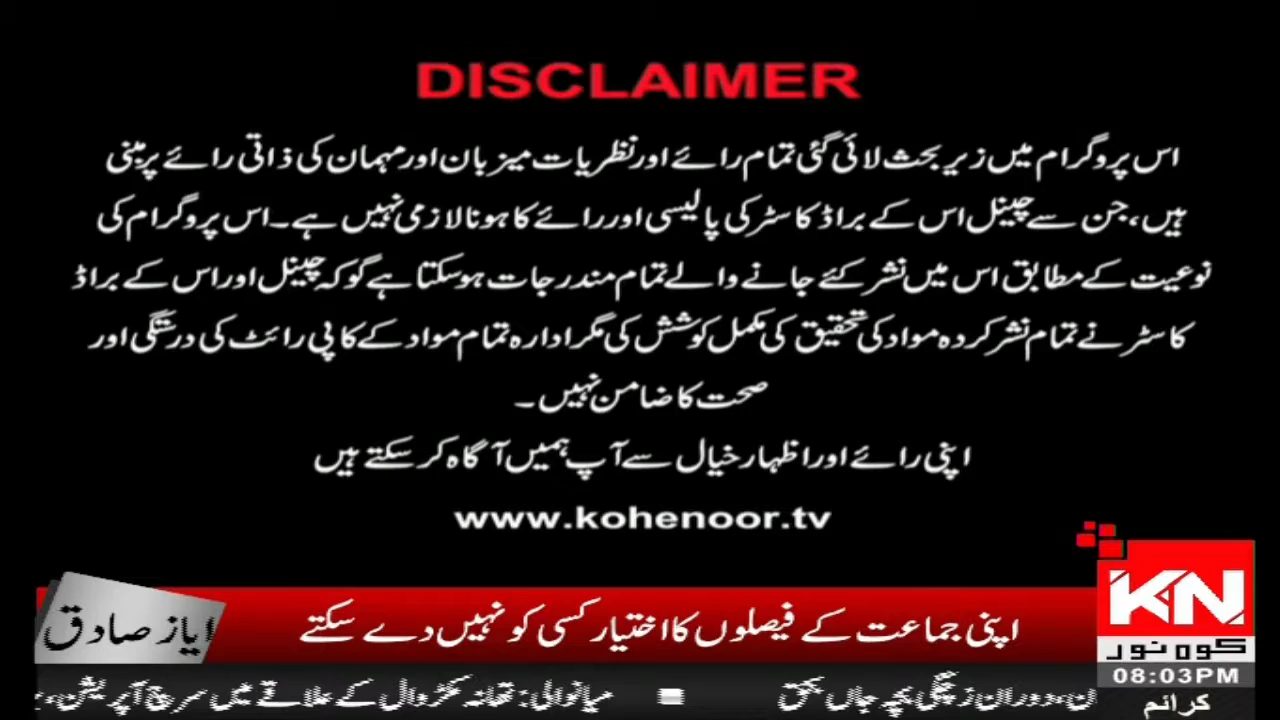 DISCLAIMER
اس پروگرام میں زیر بحث لائی گئی تمام رائے اور نظریات میزبان اور مہمان کی ذاتی رائے پر مبنی
ہیں، جن سے چینل اس کے براڈ کاسٹر کی پالیسی اور رائے کا ہونا لازمی نہیں ہے۔ اس پروگرام کی
نوعیت کے مطابق اس میں نشر کئے جانے والے تمام مندرجات ہو سکتا ہے گو کہ چینل اور اس کے براڈ
کاسٹر نے تمام نشر کردہ مواد کی تحقیق کی مکمل کوشش کی مگر ادارہ تمام مواد کے کاپی رائٹ کی درستگی اور
صحت کا ضامن نہیں۔
اپنی رائے اور اظہار خیال سے آپ ہمیں آگاہ کر سکتے ہیں
www.kohenoor.tv
ایاز صادق
اپنی جماعت کے فیصلوں کا اختیار کسی کو نہیں دے سکتے
KN
کوہ نور
08:03PM
کرائم
دوران زچگی بچہ جاں بحق ■ میانوالی: تھانہ کے علاقے میں سرچ آپریشن،